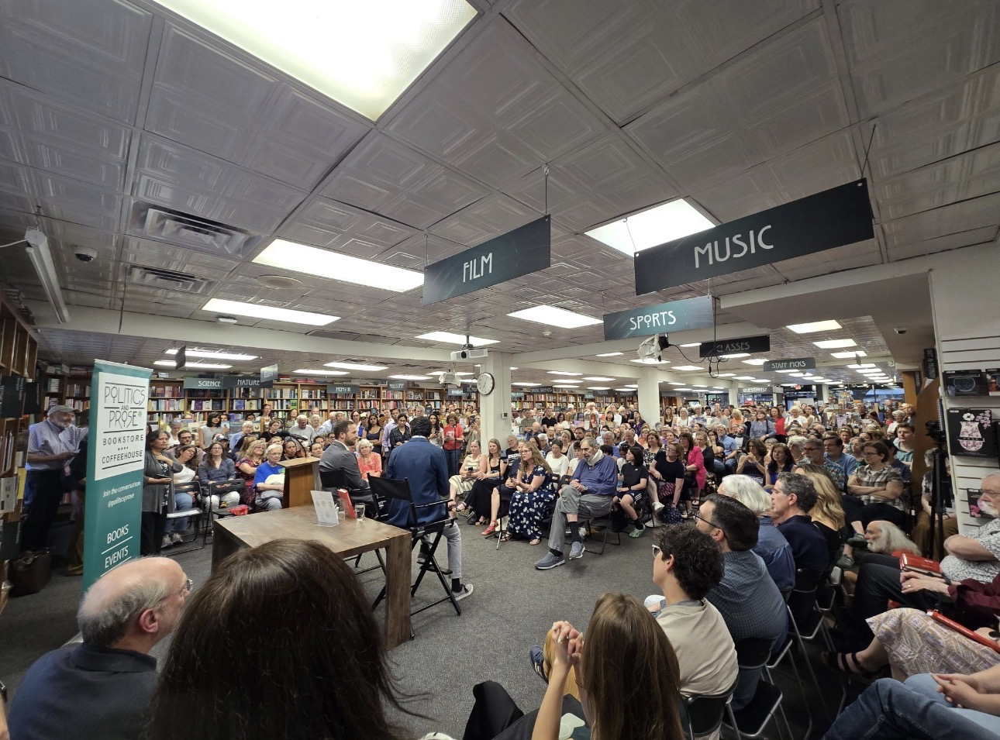 MUSIC
FILM
SPORTS
CLASSES
STAFF PICKS
SCIENCE
NATURE
MEMOIR
POLITICS
AND
PROSE
BOOKSTORE
COFFEEHOUSE
Join the conversation
@politicsprose
BOOKS
EVENTS